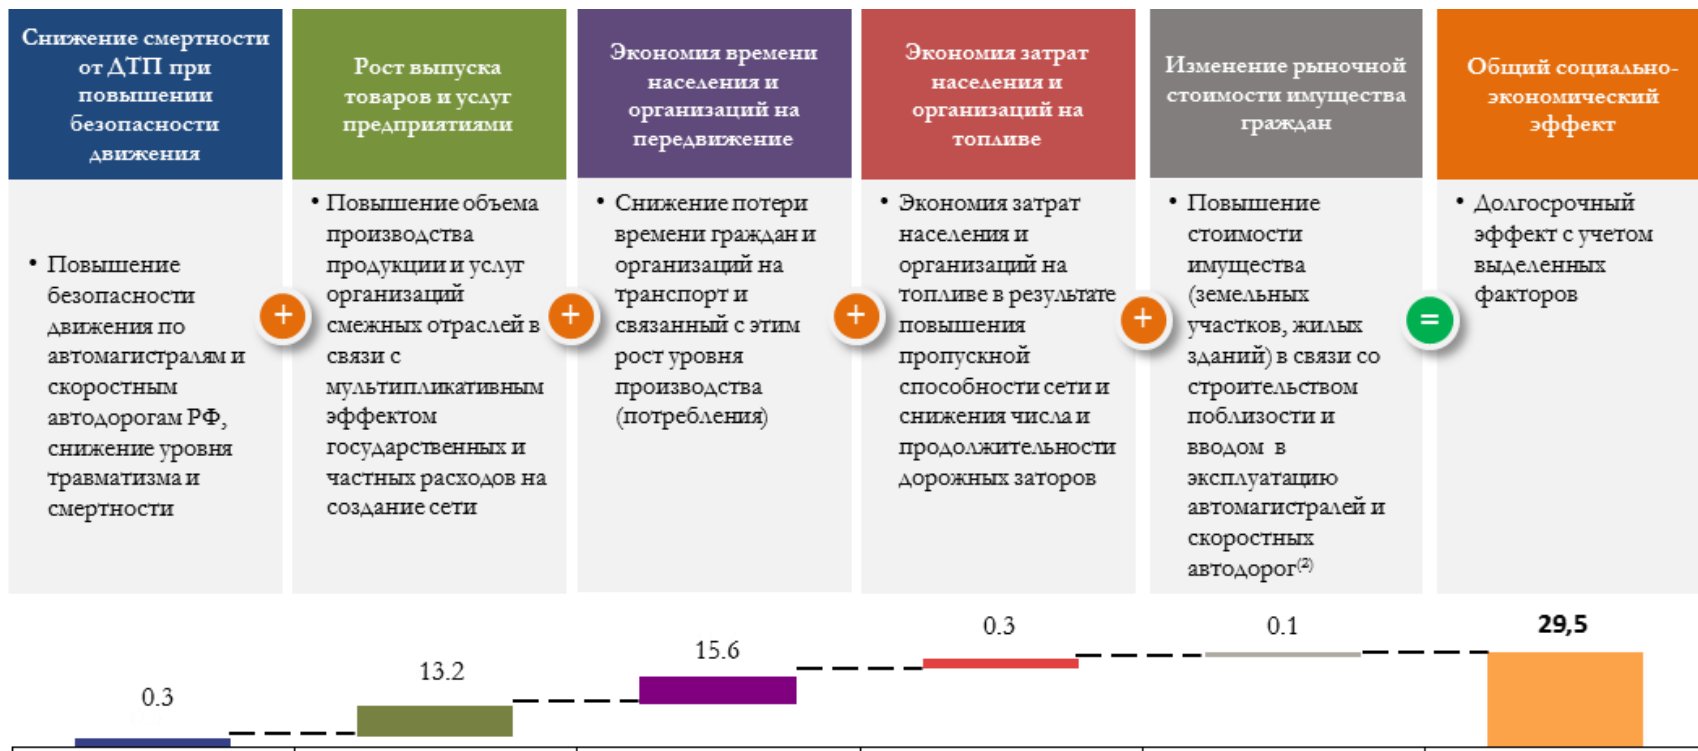 Снижение смертности
от ДТП при
повышении
безопасности
движения
Рост выпуска
товаров и услуг
предприятиями
Экономия времени
населения и
организаций на
передвижение
Экономия затрат
населения и
организаций на
топливе
Изменение рыночной
стоимости имущества
граждан
Общий социально-
экономический
эффект
• Повышение
безопасности
движения по
автомагистралям и
скоростным
автодорогам РФ,
снижение уровня
травматизма и
смертности
+
• Повышение объема
производства
продукции и услуг
организаций
смежных отраслей в
связи с
мультипликативным
эффектом
государственных и
частных расходов на
создание сети
+
• Снижение потери
времени граждан и
организаций на
транспорт и
связанный с этим
рост уровня
производства
(потребления)
+
• Экономия затрат
населения и
организаций на
топливе в результате
повышения
пропускной
способности сети и
снижения числа и
продолжительности
дорожных заторов
+
• Повышение
стоимости
имущества
(земельных
участков, жилых
зданий) в связи со
строительством
поблизости и
вводом в
эксплуатацию
автомагистралей и
скоростных
автодорог(2)
=
• Долгосрочный
эффект с учетом
выделенных
факторов
0.3
13.2
15.6
0.3
0.1
29,5